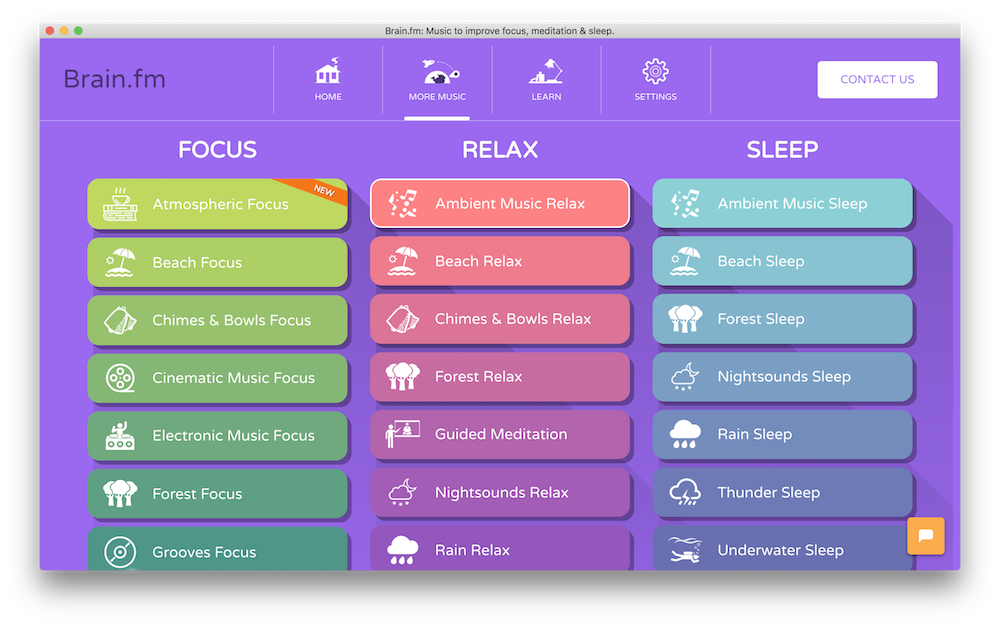 Brain.fm: Music to improve focus, meditation & sleep.
Brain.fm
HOME
MORE MUSIC
LEARN
SETTINGS
CONTACT US
FOCUS
Atmospheric Focus
NEW
Beach Focus
Chimes & Bowls Focus
Cinematic Music Focus
Electronic Music Focus
Forest Focus
Grooves Focus
RELAX
Ambient Music Relax
Beach Relax
Chimes & Bowls Relax
Forest Relax
Guided Meditation
Nightsounds Relax
Rain Relax
SLEEP
Ambient Music Sleep
Beach Sleep
Forest Sleep
Nightsounds Sleep
Rain Sleep
Thunder Sleep
Underwater Sleep